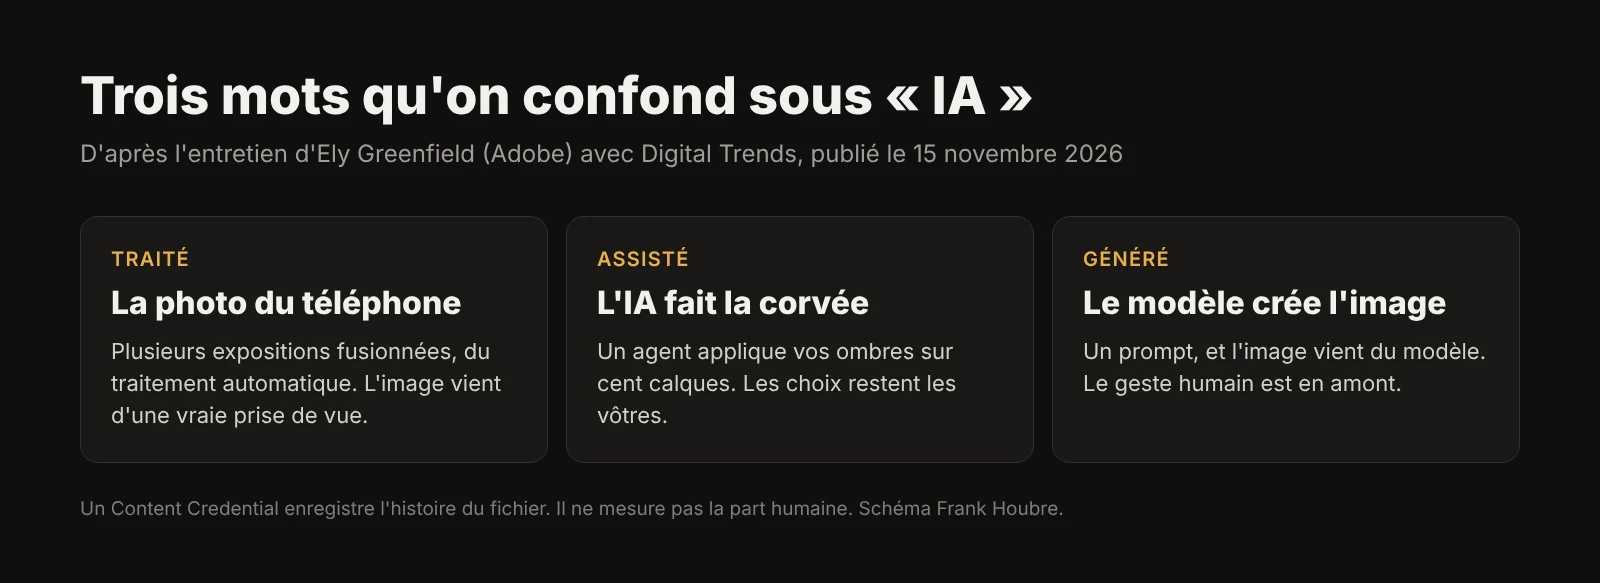 Trois mots qu'on confond sous « IA »
D'après l'entretien d'Ely Greenfield (Adobe) avec Digital Trends, publié le 15 novembre 2026
TRAITÉ
La photo du téléphone
Plusieurs expositions fusionnées, du
traitement automatique. L'image vient
d'une vraie prise de vue.
ASSISTÉ
L'IA fait la corvée
Un agent applique vos ombres sur
cent calques. Les choix restent les
vôtres.
GÉNÉRÉ
Le modèle crée l'image
Un prompt, et l'image vient du modèle.
Le geste humain est en amont.
Un Content Credential enregistre l'histoire du fichier. Il ne mesure pas la part humaine. Schéma Frank Houbre.